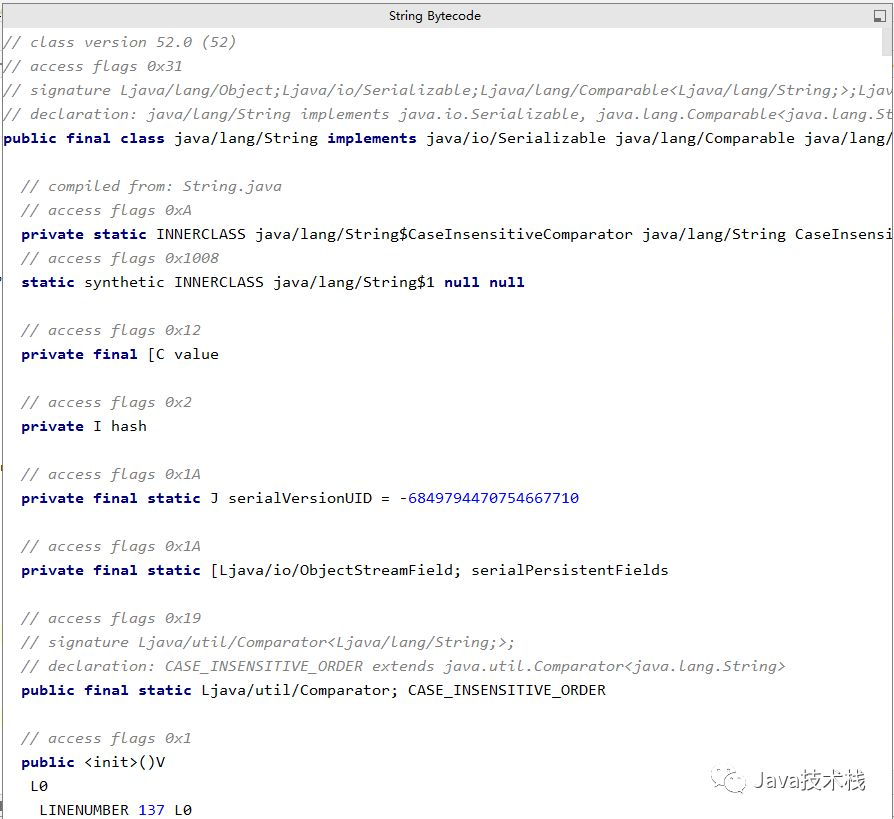 String Bytecode
// class version 52.0 (52)
// access flags 0x31
// signature Ljava/lang/Object;Ljava/io/Serializable;Ljava/lang/Comparable<Ljava/lang/String;>;Ljav
// declaration: java/lang/String implements java.io.Serializable, java.lang.Comparable<java.lang.St
public final class java/lang/String implements java/io/Serializable java/lang/Comparable java/lang/
// compiled from: String.java
// access flags 0xA
private static INNERCLASS java/lang/String$CaseInsensitiveComparator java/lang/String CaseInsensi
// access flags 0x1008
static synthetic INNERCLASS java/lang/String$1 null null
// access flags 0x12
private final [C value
// access flags 0x2
private I hash
// access flags 0x1A
private final static J serialVersionUID = -6849794470754667710
// access flags 0x1A
private final static [Ljava/io/ObjectStreamField; serialPersistentFields
// access flags 0x19
// signature Ljava/util/Comparator<Ljava/lang/String;>;
// declaration: CASE_INSENSITIVE_ORDER extends java.util.Comparator<java.lang.String>
public final static Ljava/util/Comparator; CASE_INSENSITIVE_ORDER
// access flags 0x1
public <init>()V
L0
LINENUMBER 137 L0
Java技术栈